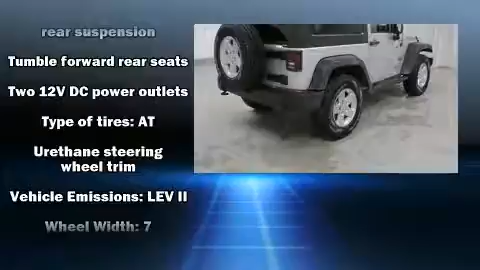 rear suspension
Tumble forward rear seats
Two 12V DC power outlets
Type of tires: AT
Urethane steering
wheel trim
Vehicle Emissions: LEV II
Wheel Width: 7